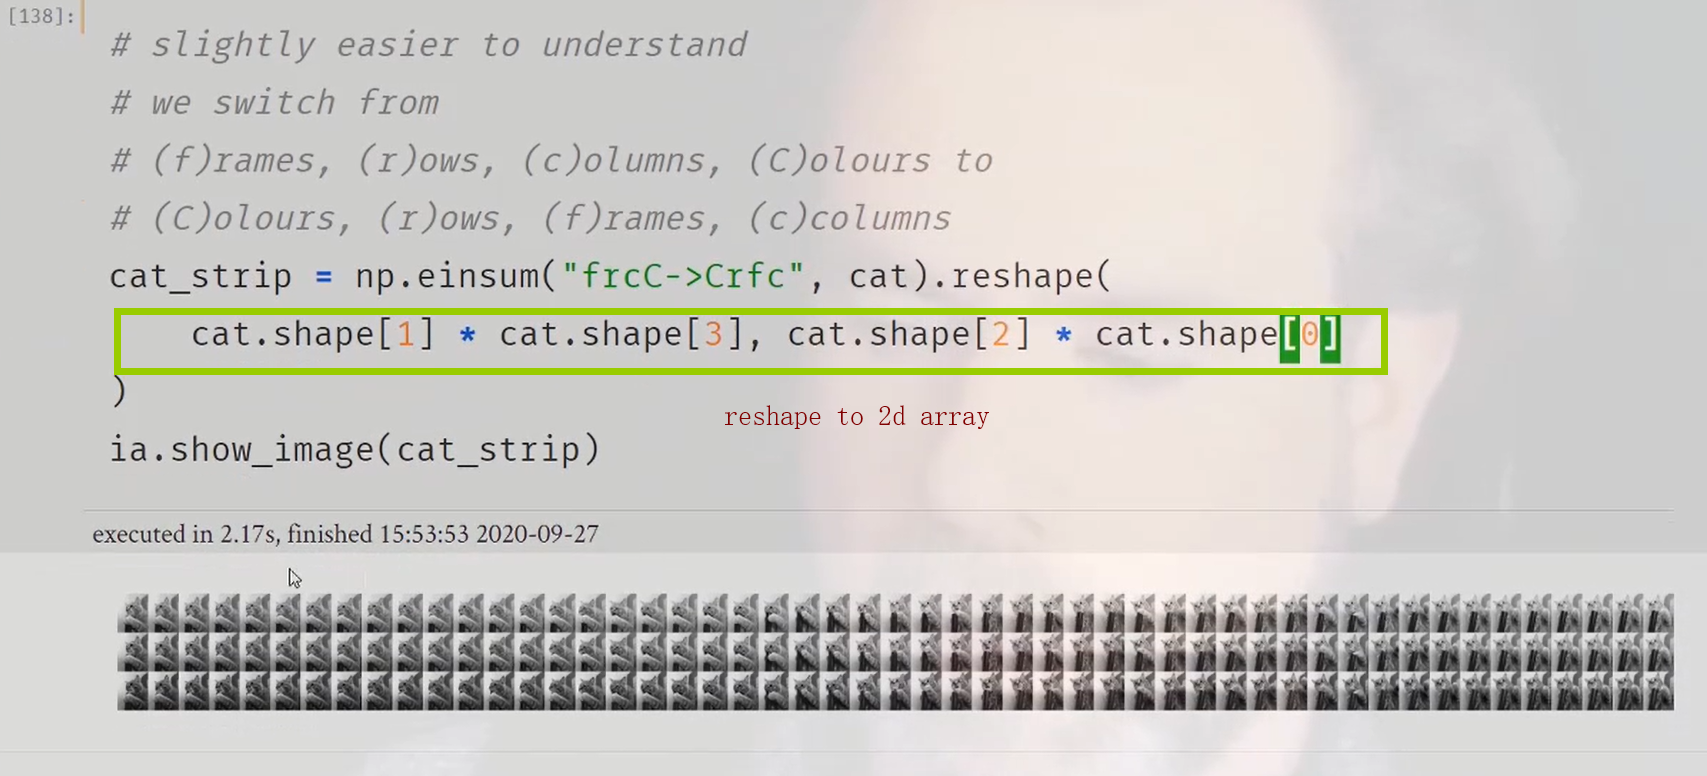 [138]:
# slightly easier to understand
# we switch from
# (f)rames, (r)ows, (c)olumns, (C)olours to
# (C)olours, (r)ows, (f)rames, (c)columns
cat_strip = np.einsum("frcC->Crfc", cat).reshape(
cat.shape[1] * cat.shape[3], cat.shape[2] * cat.shape[0]
)
reshape to 2d array
ia.show_image(cat_strip)
executed in 2.17s, finished 15:53:53 2020-09-27